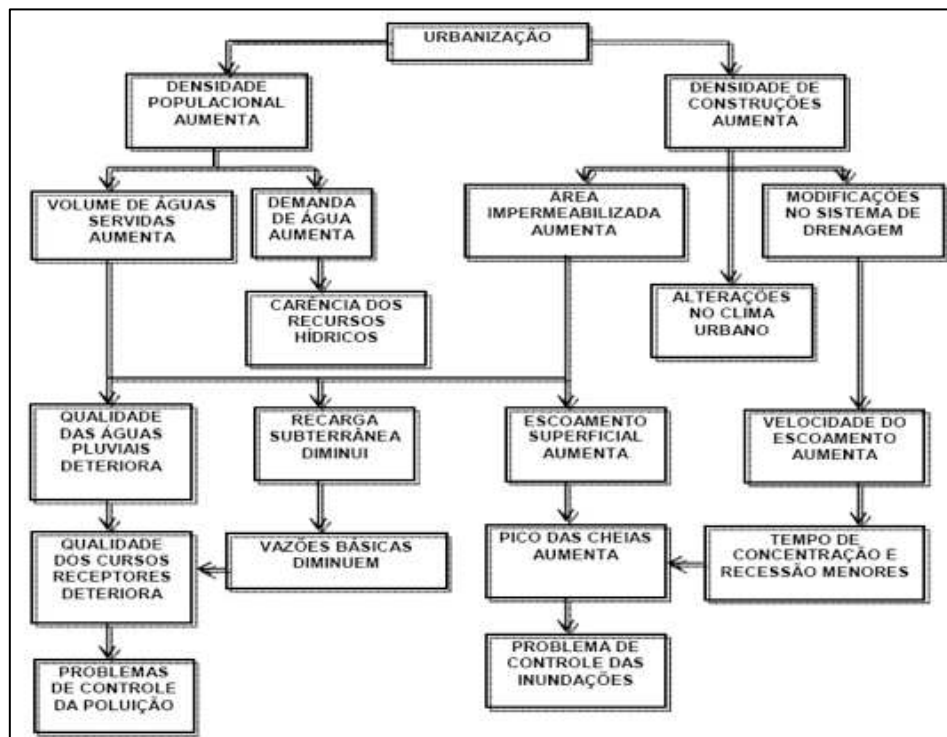 URBANIZAÇÃO
DENSIDADE
POPULACIONAL
AUMENTA
DENSIDADE DE
CONSTRUÇÕES
AUMENTA
VOLUME DE ÁGUAS
SERVIDAS
AUMENTA
DEMANDA
DE ÁGUA
AUMENTA
ÁREA
IMPERMEABILIZADA
AUMENTA
MODIFICAÇÕES
NO SISTEMA DE
DRENAGEM
CARÊNCIA DOS
RECURSOS
HÍDRICOS
ALTERAÇÕES
NO CLIMA
URBANO
QUALIDADE
DAS ÁGUAS
PLUVIAIS
DETERIORA
RECARGA
SUBTERRÂNEA
DIMINUI
ESCOAMENTO
SUPERFICIAL
AUMENTA
VELOCIDADE DO
ESCOAMENTO
AUMENTA
QUALIDADE
DOS CURSOS
RECEPTORES
DETERIORA
VAZÕES BÁSICAS
DIMINUEM
PICO DAS CHEIAS
AUMENTA
TEMPO DE
CONCENTRAÇÃO E
RECESSÃO MENORES
PROBLEMAS
DE CONTROLE
DA POLUIÇÃO
PROBLEMA DE
CONTROLE DAS
INUNDAÇÕES